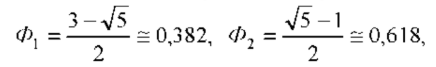 Φ₁ = (3 − √5)/2 ≅ 0,382, Φ₂ = (√5 − 1)/2 ≅ 0,618,